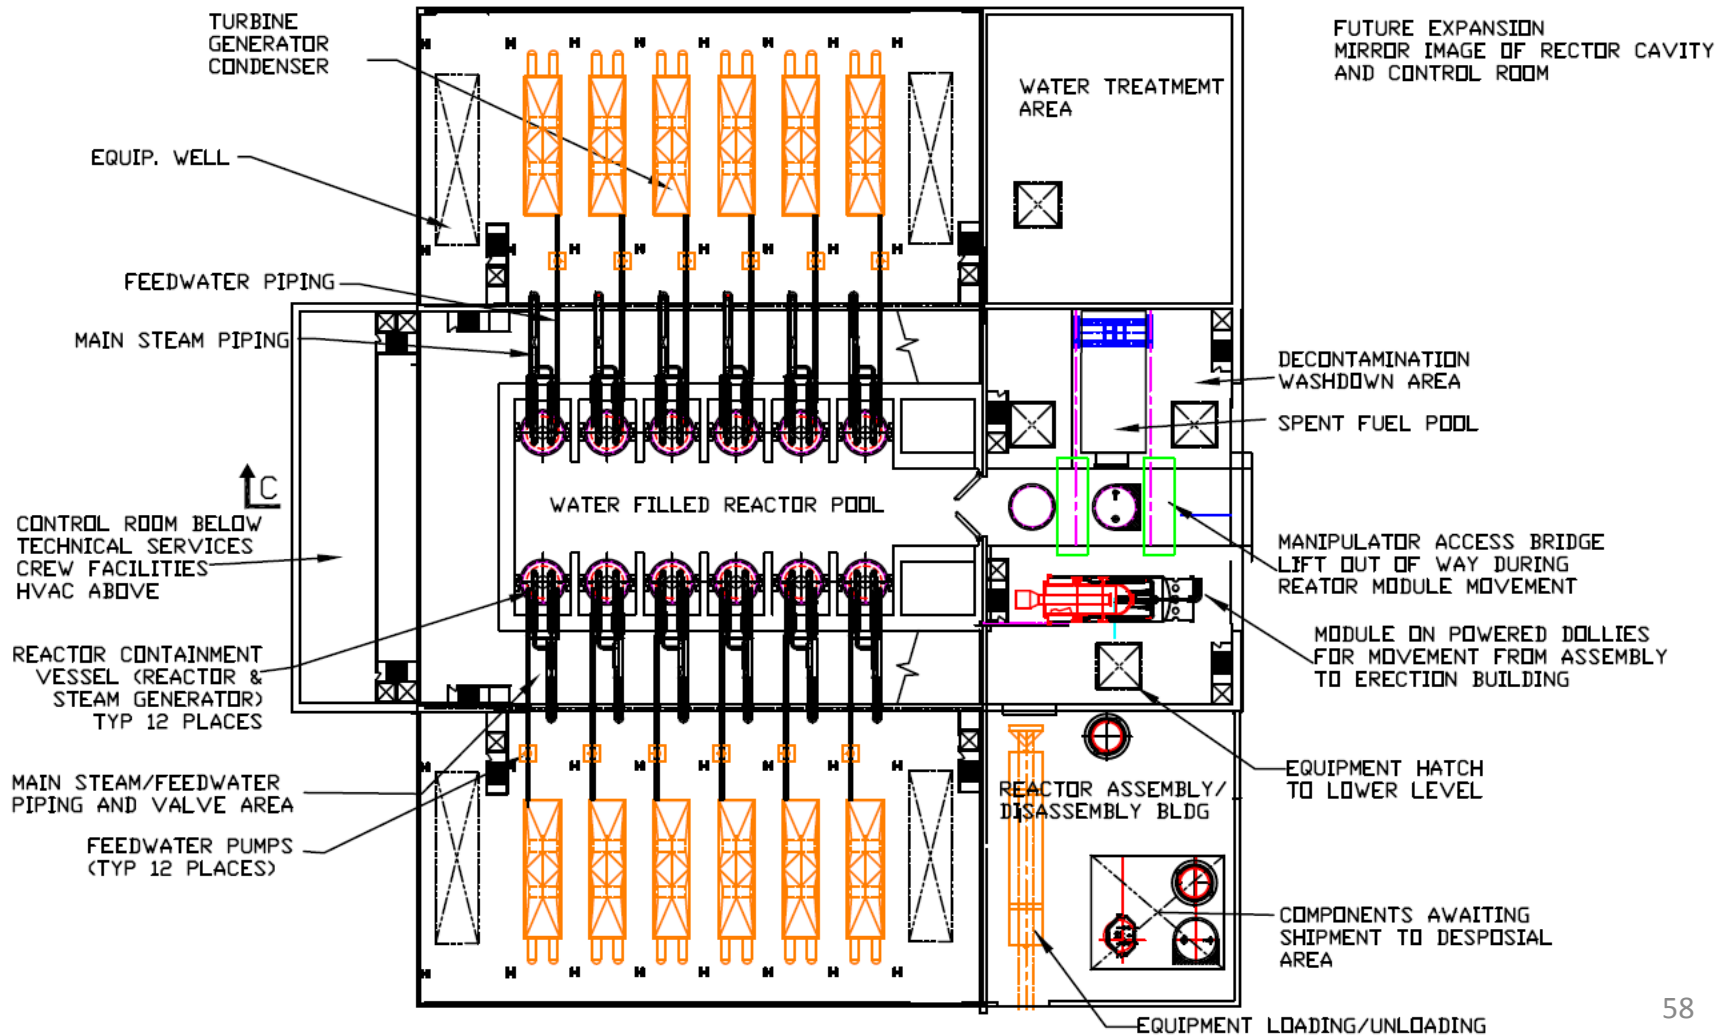 TURBINE
GENERATOR
CONDENSER
EQUIP. WELL
FEEDWATER PIPING
MAIN STEAM PIPING
C
CONTROL ROOM BELOW
TECHNICAL SERVICES
CREW FACILITIES
HVAC ABOVE
REACTOR CONTAINMENT
VESSEL (REACTOR &
STEAM GENERATOR)
TYP 12 PLACES
MAIN STEAM/FEEDWATER
PIPING AND VALVE AREA
FEEDWATER PUMPS
(TYP 12 PLACES)
WATER FILLED REACTOR POOL
WATER TREATMEMT
AREA
FUTURE EXPANSION
MIRROR IMAGE OF RECTOR CAVITY
AND CONTROL ROOM
DECONTAMINATION
WASHDOWN AREA
SPENT FUEL POOL
MANIPULATOR ACCESS BRIDGE
LIFT OUT OF WAY DURING
REATOR MODULE MOVEMENT
MODULE ON POWERED DOLLIES
FOR MOVEMENT FROM ASSEMBLY
TO ERECTION BUILDING
EQUIPMENT HATCH
TO LOWER LEVEL
REACTOR ASSEMBLY/
DISASSEMBLY BLDG
COMPONENTS AWAITING
SHIPMENT TO DESPOSIAL
AREA
EQUIPMENT LOADING/UNLOADING
58